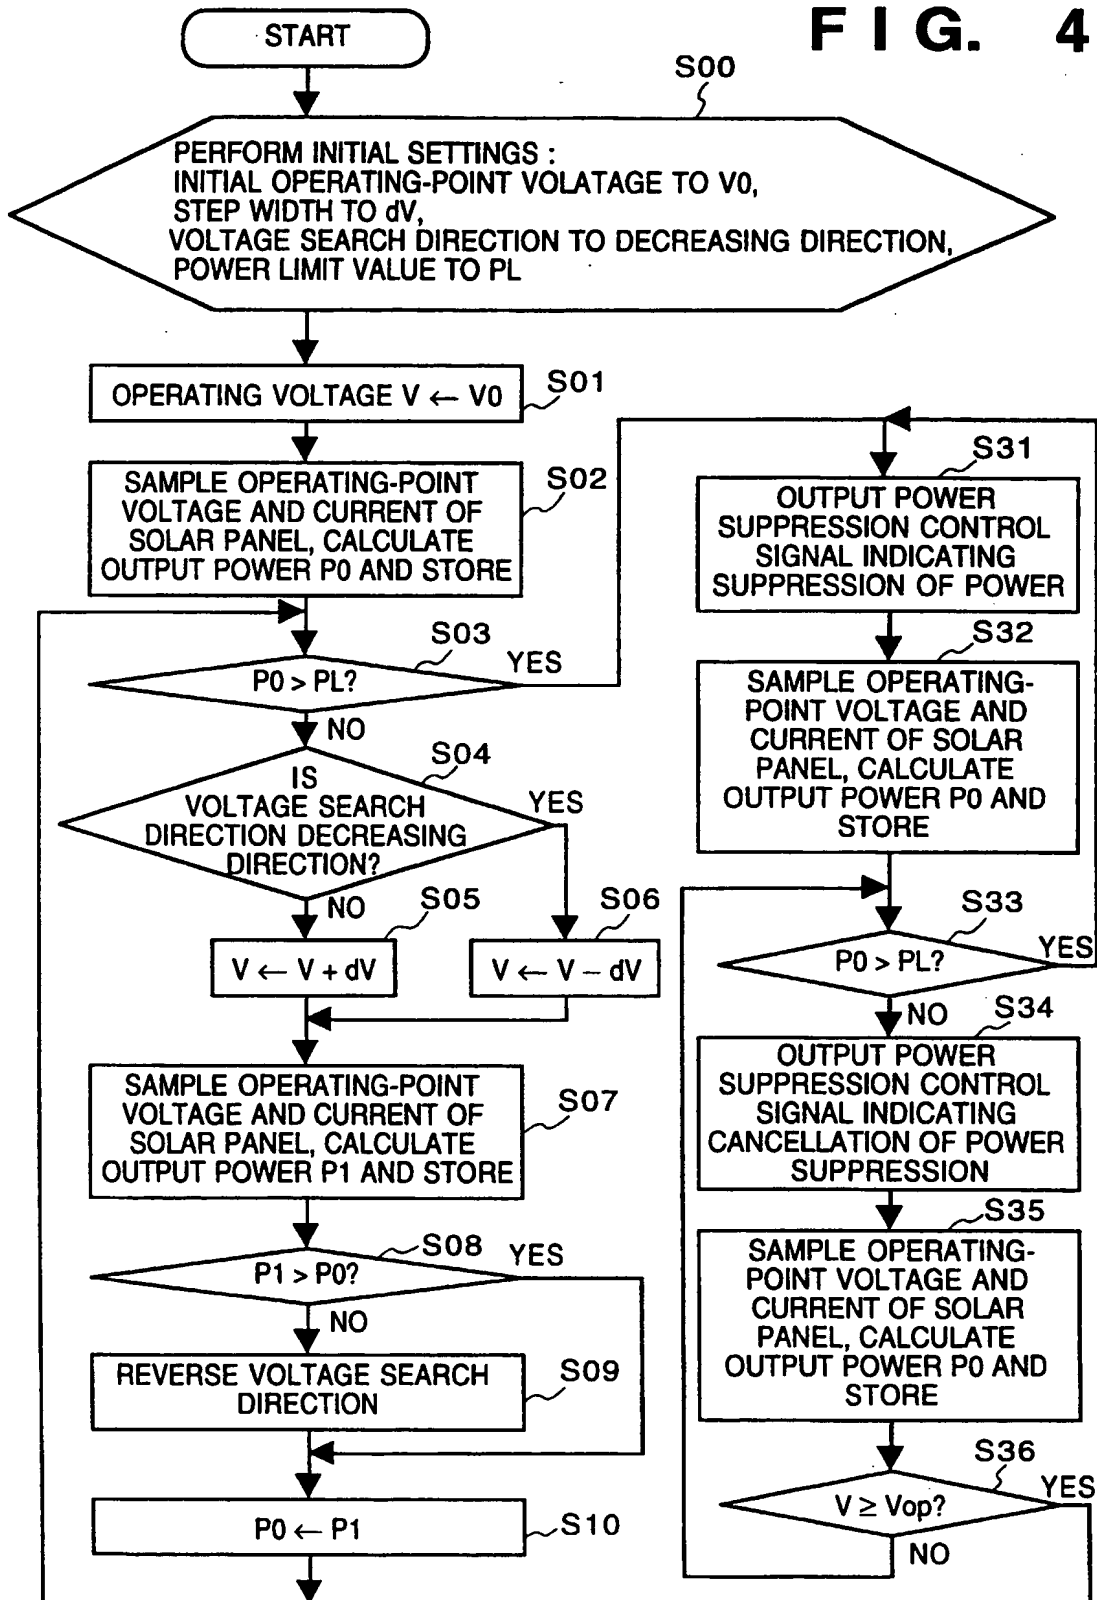 START
FIG. 4
S00
PERFORM INITIAL SETTINGS :
INITIAL OPERATING-POINT VOLATAGE TO V0,
STEP WIDTH TO dV,
VOLTAGE SEARCH DIRECTION TO DECREASING DIRECTION,
POWER LIMIT VALUE TO PL
OPERATING VOLTAGE V ← V0
S01
SAMPLE OPERATING-POINT
VOLTAGE AND CURRENT OF
SOLAR PANEL, CALCULATE
OUTPUT POWER P0 AND STORE
S02
S03
P0 > PL?
YES
NO
S04
IS
VOLTAGE SEARCH
DIRECTION DECREASING
DIRECTION?
YES
NO
S05
V ← V + dV
S06
V ← V – dV
SAMPLE OPERATING-POINT
VOLTAGE AND CURRENT OF
SOLAR PANEL, CALCULATE
OUTPUT POWER P1 AND STORE
S07
S08
P1 > P0?
YES
NO
REVERSE VOLTAGE SEARCH
DIRECTION
S09
P0 ← P1
S10
S31
OUTPUT POWER
SUPPRESSION CONTROL
SIGNAL INDICATING
SUPPRESSION OF POWER
S32
SAMPLE OPERATING-
POINT VOLTAGE AND
CURRENT OF SOLAR
PANEL, CALCULATE
OUTPUT POWER P0 AND
STORE
S33
P0 > PL?
YES
NO
S34
OUTPUT POWER
SUPPRESSION CONTROL
SIGNAL INDICATING
CANCELLATION OF POWER
SUPPRESSION
S35
SAMPLE OPERATING-
POINT VOLTAGE AND
CURRENT OF SOLAR
PANEL, CALCULATE
OUTPUT POWER P0 AND
STORE
S36
V ≥ Vop?
YES
NO